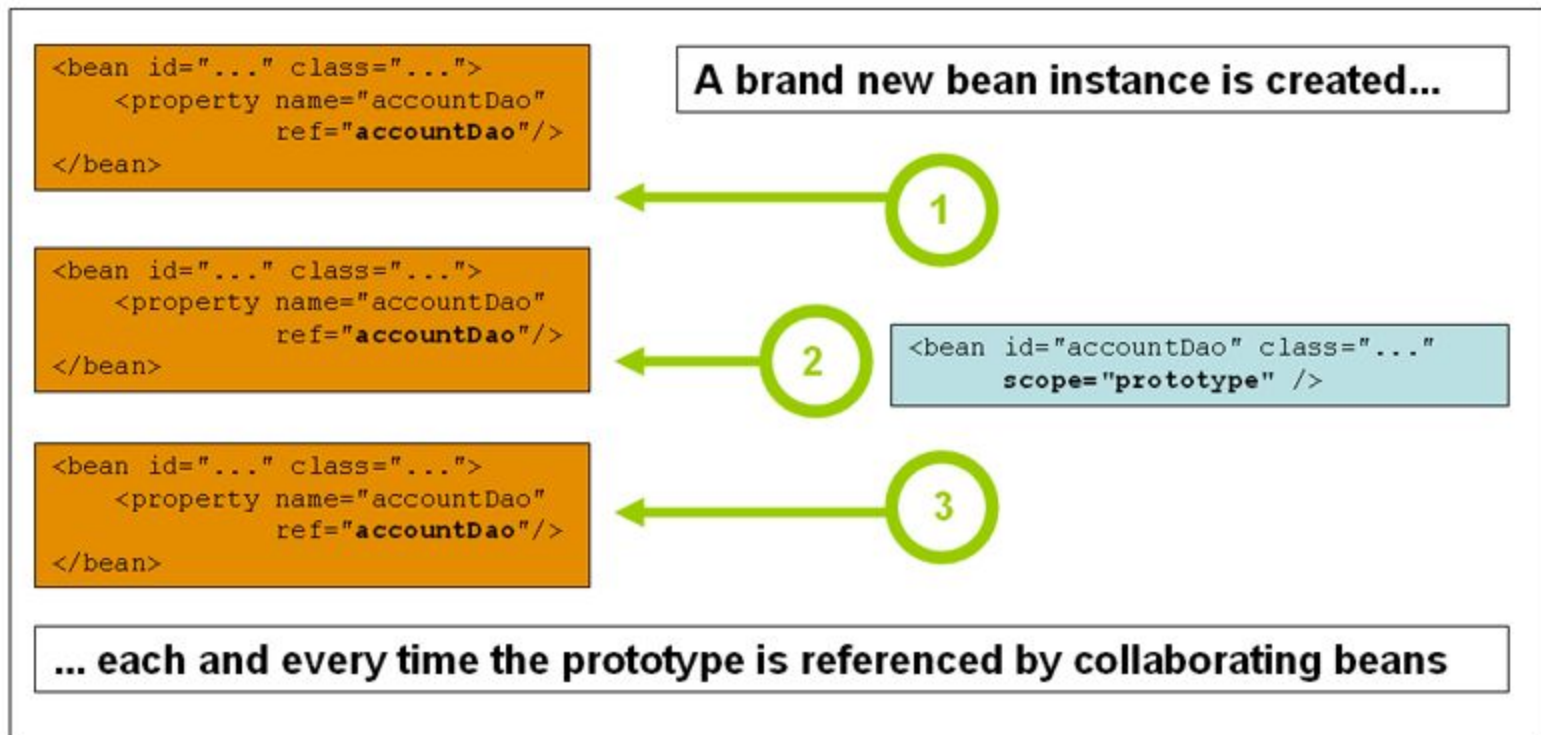 <bean id="..." class="...">
<property name="accountDao"
ref="accountDao"/>
</bean>
A brand new bean instance is created...
1
<bean id="..." class="...">
<property name="accountDao"
ref="accountDao"/>
</bean>
2
<bean id="accountDao" class="..."
scope="prototype" />
<bean id="..." class="...">
<property name="accountDao"
ref="accountDao"/>
</bean>
3
... each and every time the prototype is referenced by collaborating beans